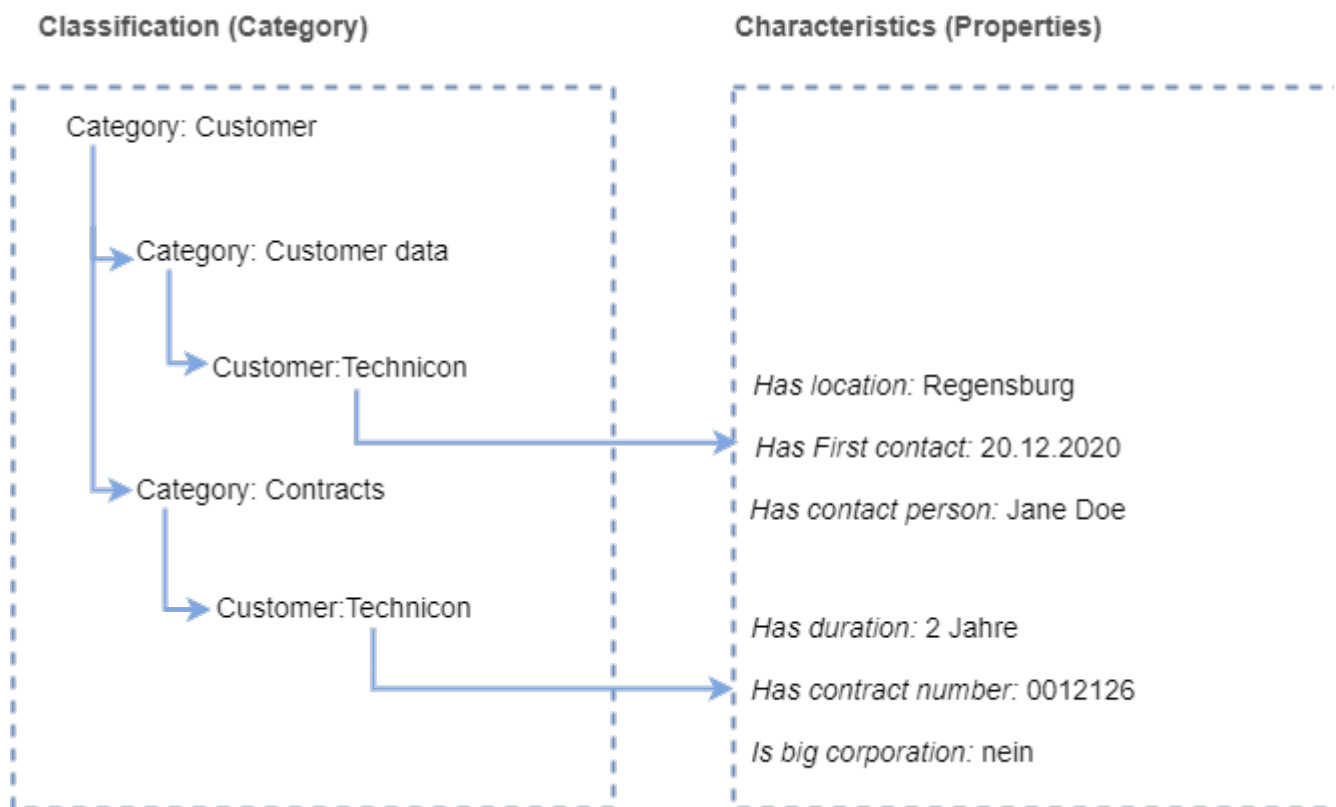 Classification (Category)
Characteristics (Properties)
Category: Customer
Category: Customer data
Customer:Technicon
Category: Contracts
Customer:Technicon
Has location: Regensburg
Has First contact: 20.12.2020
Has contact person: Jane Doe
Has duration: 2 Jahre
Has contract number: 0012126
Is big corporation: nein